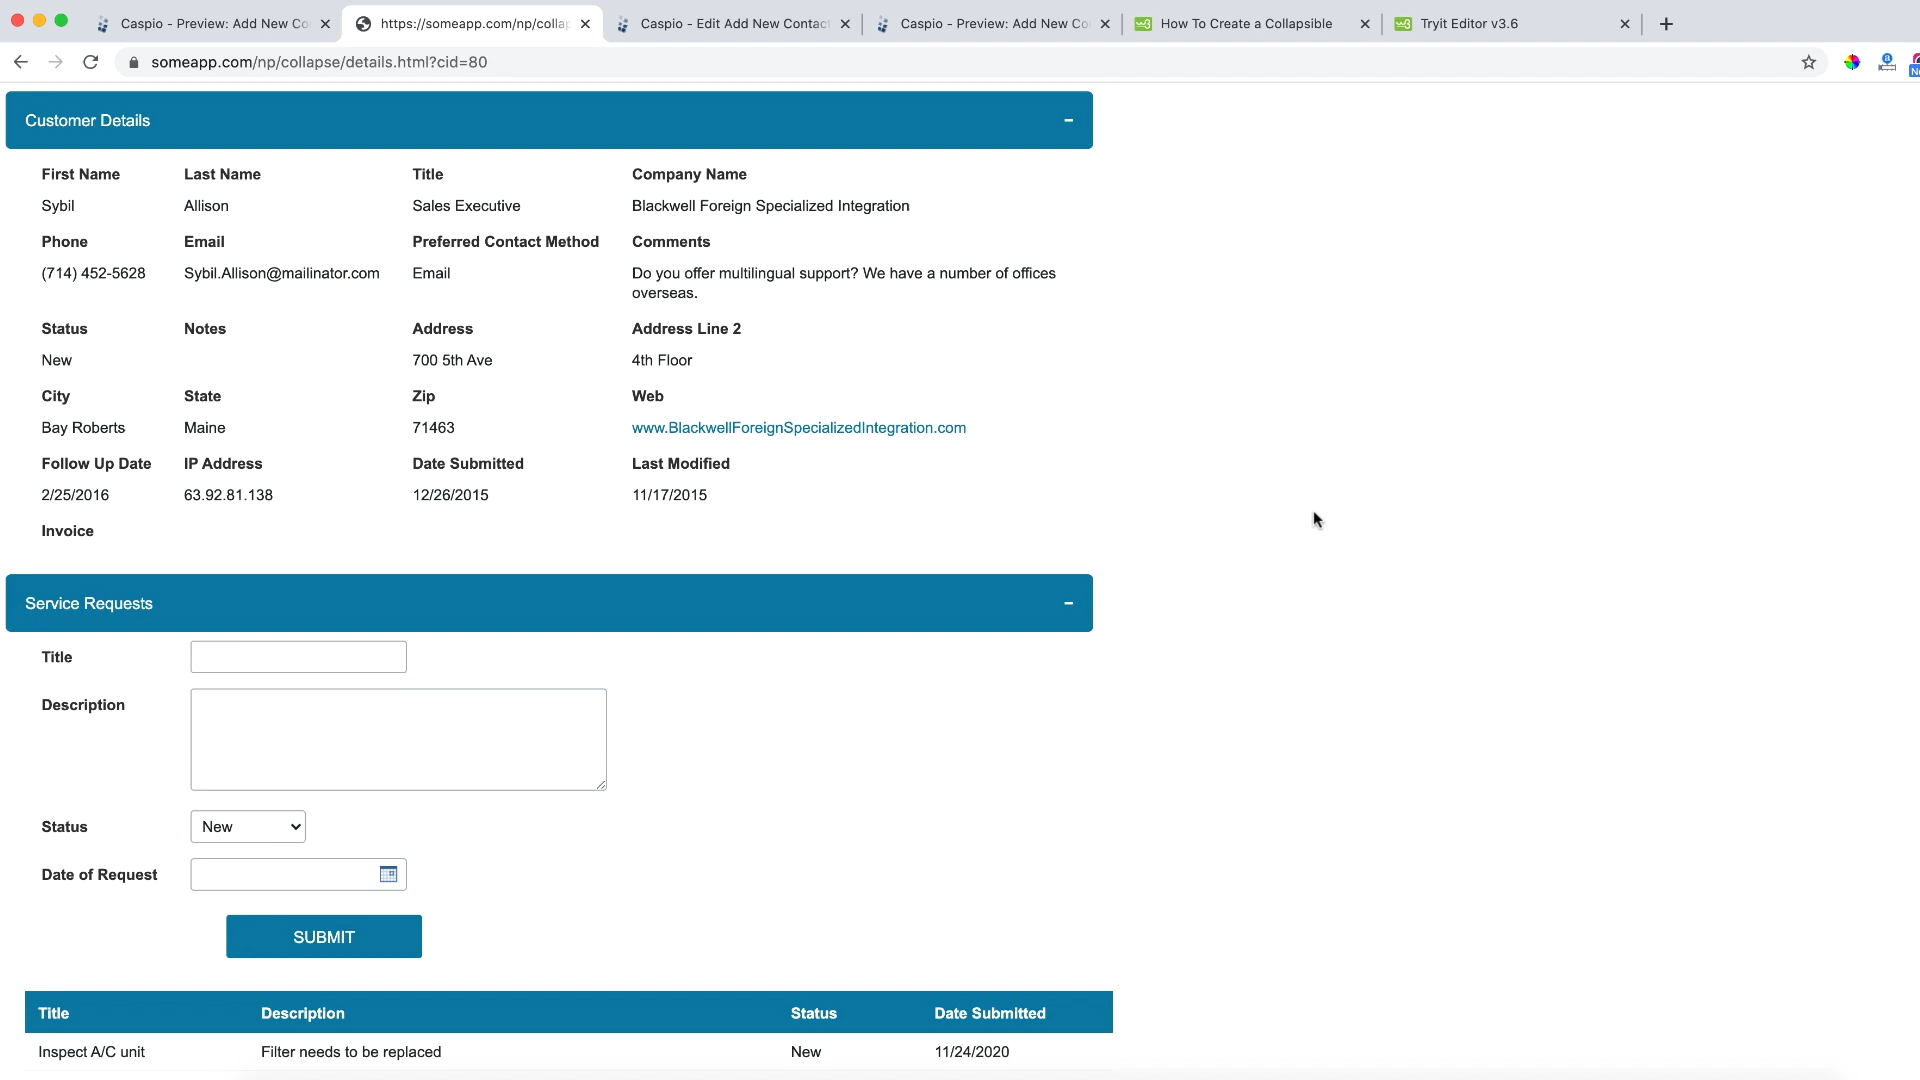 Caspio - Preview: Add New Co
https://someapp.com/np/collap
Caspio - Edit Add New Contact
Caspio - Preview: Add New Co
How To Create a Collapsible
Tryit Editor v3.6
someapp.com/np/collapse/details.html?cid=80
Customer Details
First Name Last Name Title Company Name
Sybil Allison Sales Executive Blackwell Foreign Specialized Integration
Phone Email Preferred Contact Method Comments
(714) 452-5628 Sybil.Allison@mailinator.com Email Do you offer multilingual support? We have a number of offices
overseas.
Status Notes Address Address Line 2
New 700 5th Ave 4th Floor
City State Zip Web
Bay Roberts Maine 71463 www.BlackwellForeignSpecializedIntegration.com
Follow Up Date IP Address Date Submitted Last Modified
2/25/2016 63.92.81.138 12/26/2015 11/17/2015
Invoice
Service Requests
Title
Description
Status New
Date of Request
SUBMIT
Title Description Status Date Submitted
Inspect A/C unit Filter needs to be replaced New 11/24/2020